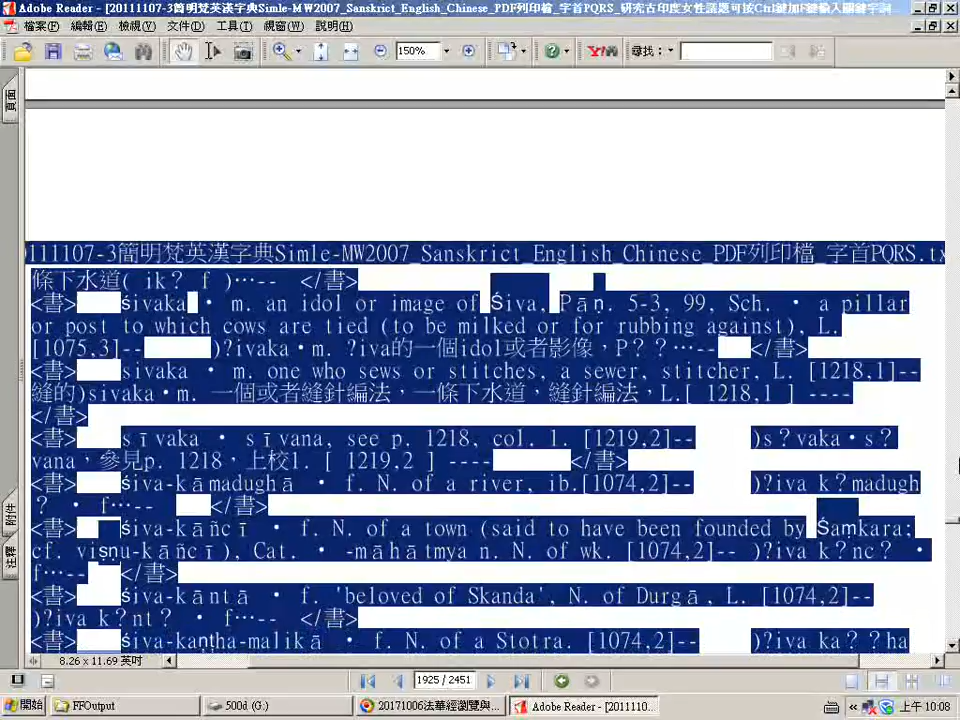 Adobe Reader - [20111107-3簡明梵英漢字典Simle-MW2007_Sanskrict_English_Chinese_PDF列印檔_字首PQRS_研究古印度女性議題可按Ctrl鍵加F鍵輸入關鍵字詞
檔案(F) 編輯(E) 檢視(V) 文件(D) 工具(T) 視窗(W) 說明(H)
150% Y! 尋找:
頁面
附件
注釋
111107-3簡明梵英漢字典Simle-MW2007_Sanskrict_English_Chinese_PDF列印檔_字首PQRS.tx
條下水道( ik? f )…-- </書>
<書> śivaka ‧ m. an idol or image of Śiva, Pāṇ. 5-3, 99, Sch. ‧ a pillar
or post to which cows are tied (to be milked or for rubbing against), L.
[1075,3]-- )?ivaka‧m. ?iva的一個idol或者影像,P??…-- </書>
<書> sivaka ‧ m. one who sews or stitches, a sewer, stitcher, L. [1218,1]--
縫的)sivaka‧m. 一個或者縫針編法,一條下水道,縫針編法,L.[ 1218,1 ] ----
</書>
<書> sīvaka ‧ sīvana, see p. 1218, col. 1. [1219,2]-- )s?vaka‧s?
vana,參見p. 1218,上校1. [ 1219,2 ] ---- </書>
<書> śiva-kāmadughā ‧ f. N. of a river, ib.[1074,2]-- )?iva k?madugh
? ‧ f…-- </書>
<書> śiva-kāñcī ‧ f. N. of a town (said to have been founded by Śaṃkara;
cf. viṣṇu-kāñcī), Cat. ‧ -māhātmya n. N. of wk. [1074,2]-- )?iva k?nc? ‧
f…-- </書>
<書> śiva-kāntā ‧ f. 'beloved of Skanda', N. of Durgā, L. [1074,2]--
)?iva k?nt? ‧ f…-- </書>
<書> śiva-kaṇṭha-malikā ‧ f. N. of a Stotra. [1074,2]-- )?iva ka??ha
8.26 x 11.69 英吋
1925 / 2451
開始 FFOutput 500d (G:) 20171006法華經瀏覽與... Adobe Reader - [2011110... « 上午 10:08